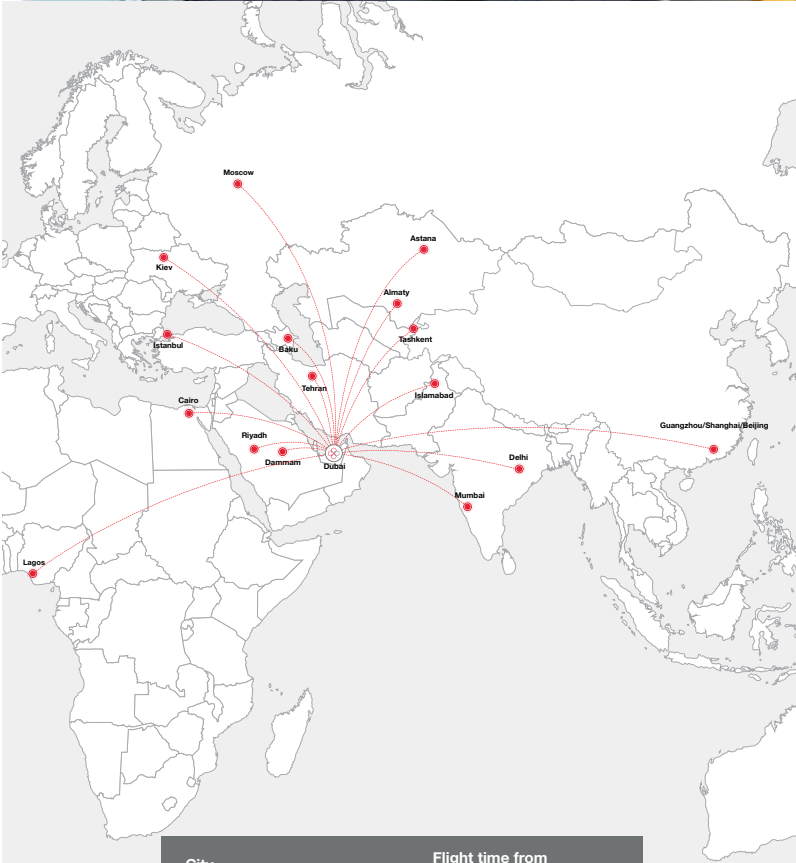 Moscow
Astana
Kiev
Almaty
Tashkent
Istanbul
Baku
Tehran
Islamabad
Cairo
Guangzhou/Shanghai/Beijing
Riyadh
Dammam
Dubai
Delhi
Mumbai
Lagos
City
Flight time from